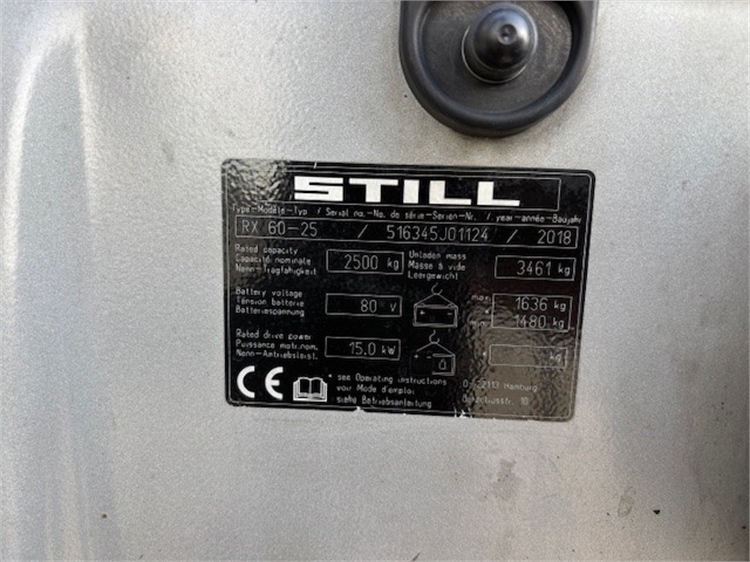 STILL
Type-Modèle-Typ / Serial no.-No. de série-Serien-Nr. / year-année-Baujahr
RX 60-25 / 516345J01124 / 2018
Rated capacity
Capacité nominale
Nenn-Tragfähigkeit
2500 kg
Unladen mass
Masse à vide
Leergewicht
3461 kg
Battery voltage
Tension batterie
Batteriespannung
80 V
max. 1636 kg
min. 1480 kg
Rated drive power
Puissance motr.nom.
Nenn-Antriebsleist.
15.0 kW
* kg
CE
* see Operating instructions
voir Mode d'emploi
siehe Betriebsanleitung
D-22113 Hamburg
10